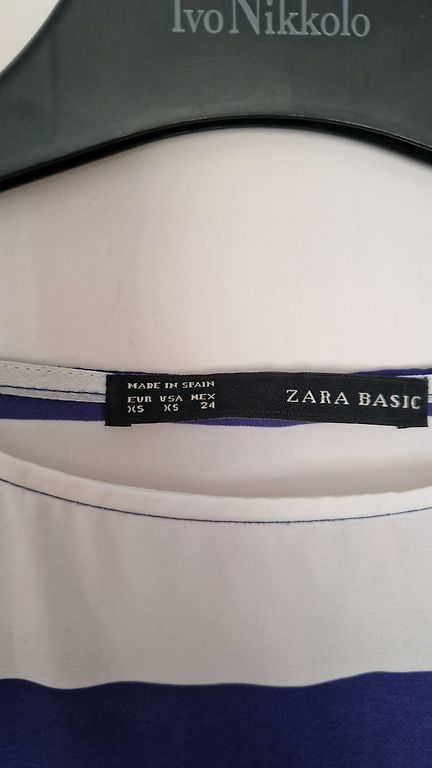 Ivo Nikkolo
MADE IN SPAIN
EUR USA MEX
XS XS 24
ZARA BASIC